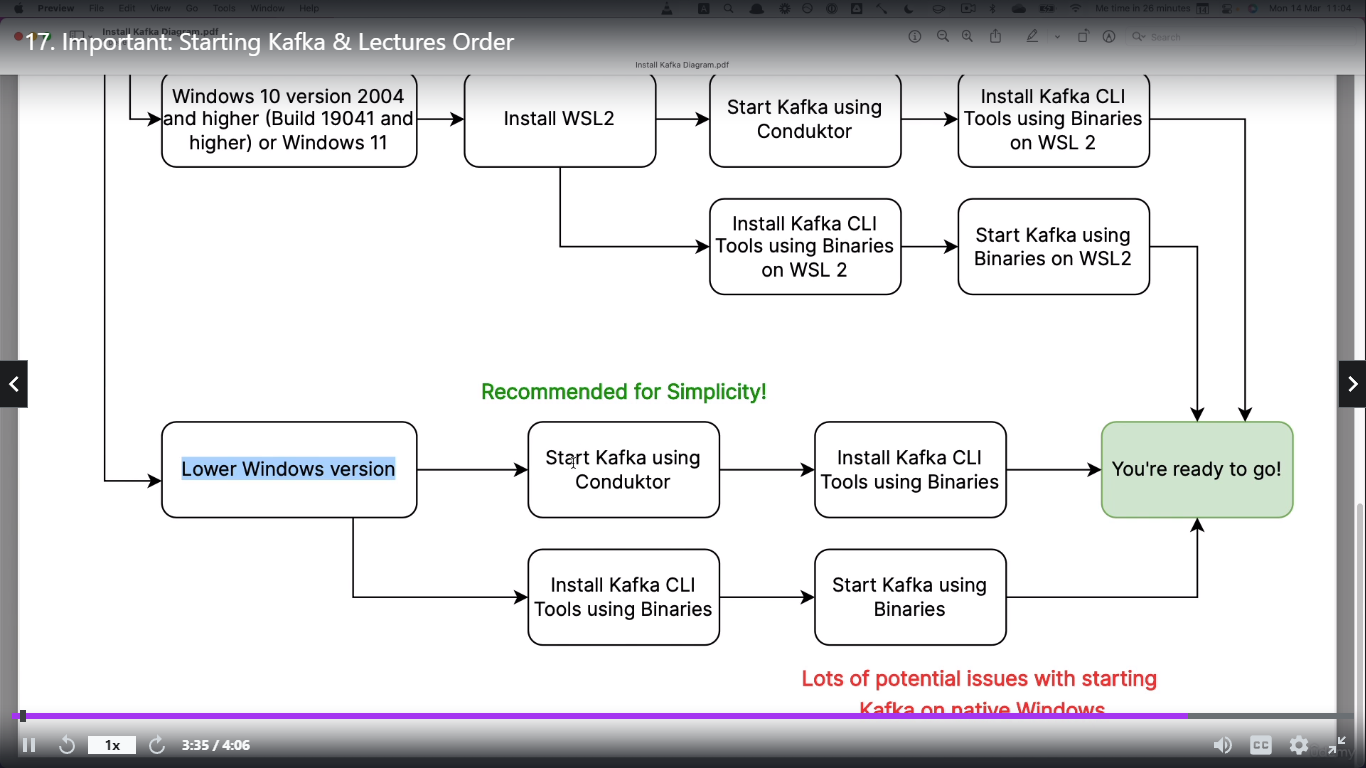 Preview File Edit View Go Tools Window Help
Me time in 26 minutes
Mon 14 Mar 11:04
Install Kafka Diagram.pdf
17. Important: Starting Kafka & Lectures Order
Search
Install Kafka Diagram.pdf
Windows 10 version 2004
and higher (Build 19041 and
higher) or Windows 11
Install WSL2
Start Kafka using
Conduktor
Install Kafka CLI
Tools using Binaries
on WSL 2
Install Kafka CLI
Tools using Binaries
on WSL 2
Start Kafka using
Binaries on WSL2
Recommended for Simplicity!
Lower Windows version
Start Kafka using
Conduktor
Install Kafka CLI
Tools using Binaries
You're ready to go!
Install Kafka CLI
Tools using Binaries
Start Kafka using
Binaries
Lots of potential issues with starting
Kafka on native Windows
1x
3:35 / 4:06
CC